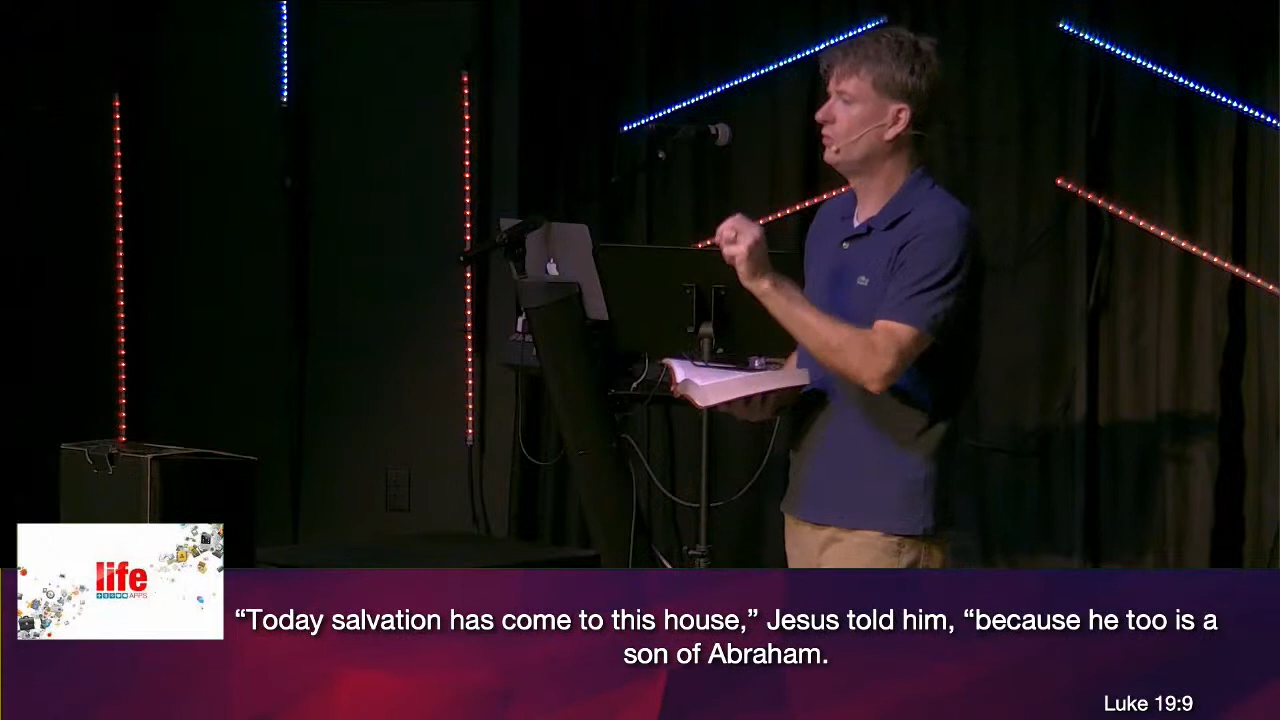 life
APPS
“Today salvation has come to this house,” Jesus told him, “because he too is a
son of Abraham.
Luke 19:9